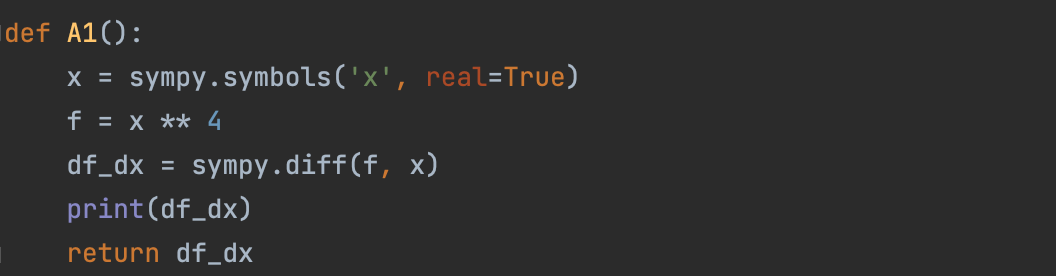 def A1():
    x = sympy.symbols('x', real=True)
    f = x ** 4
    df_dx = sympy.diff(f, x)
    print(df_dx)
    return df_dx